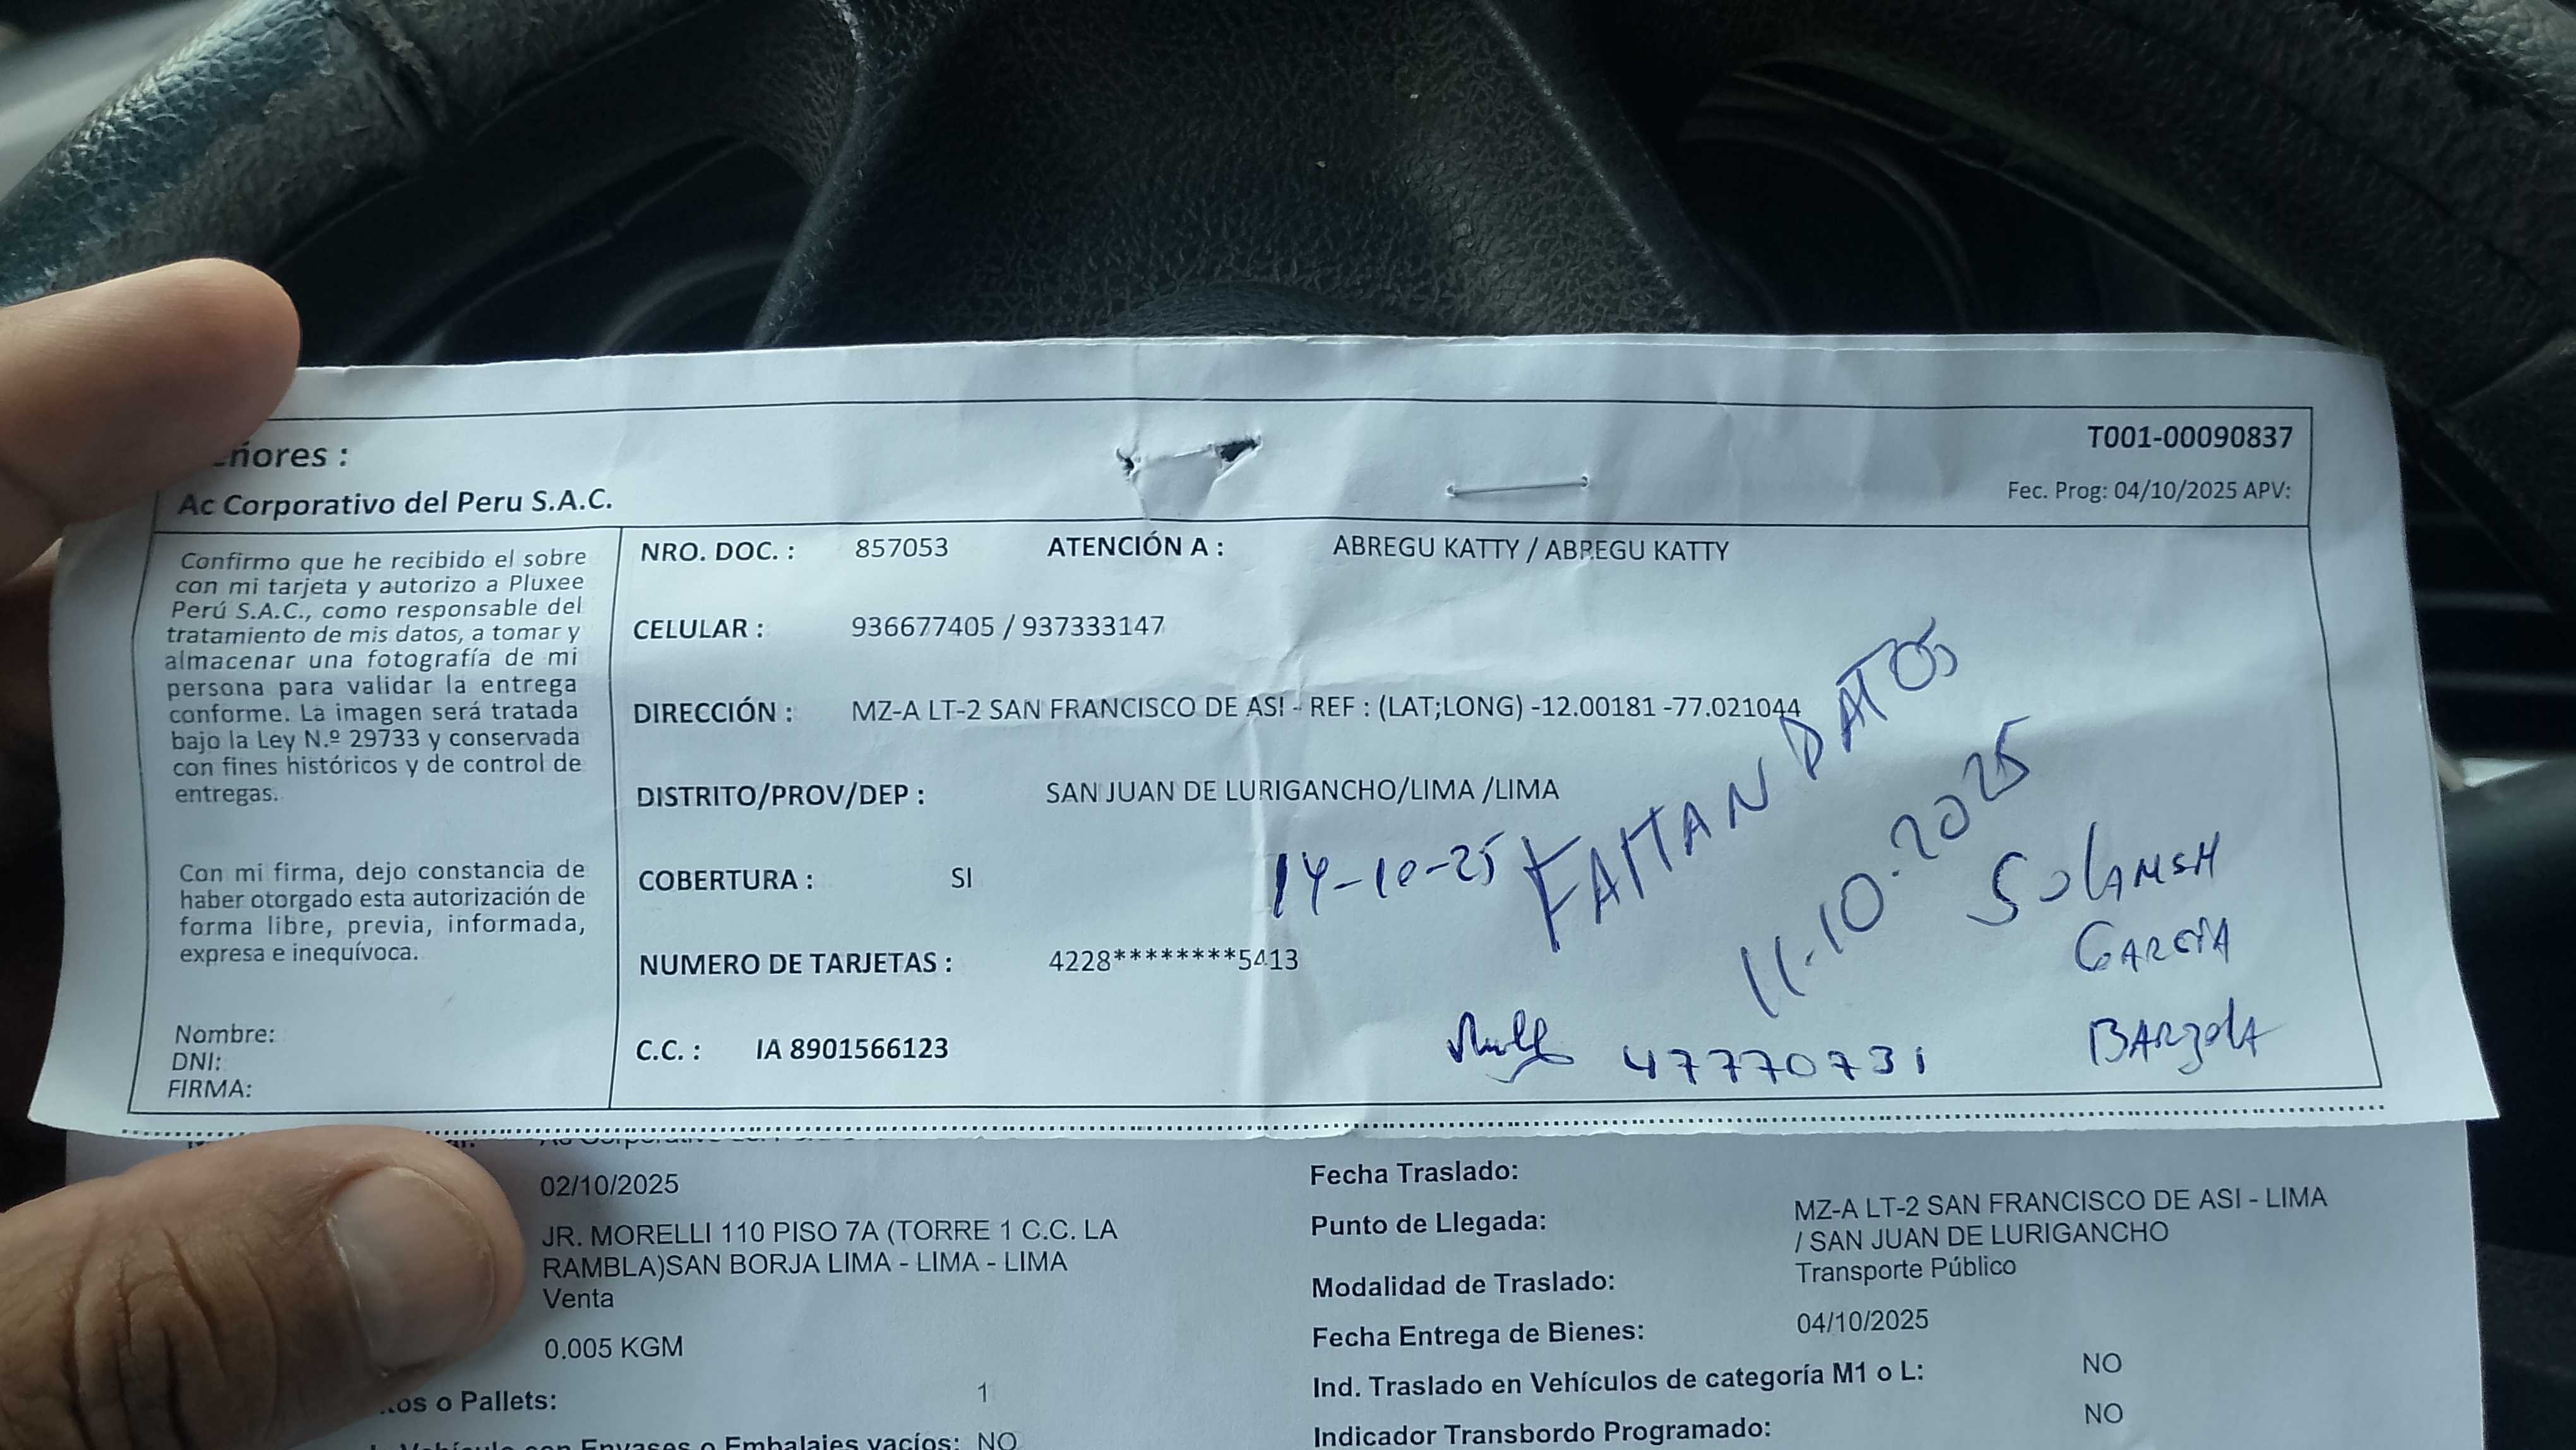 ñores :
Ac Corporativo del Peru S.A.C.
T001-00090837
Fec. Prog: 04/10/2025 APV:
Confirmo que he recibido el sobre
con mi tarjeta y autorizo a Pluxee
Perú S.A.C., como responsable del
tratamiento de mis datos, a tomar y
almacenar una fotografía de mi
persona para validar la entrega
conforme. La imagen será tratada
bajo la Ley N.º 29733 y conservada
con fines históricos y de control de
entregas.
Con mi firma, dejo constancia de
haber otorgado esta autorización de
forma libre, previa, informada,
expresa e inequívoca.
Nombre:
DNI:
FIRMA:
NRO. DOC. : 857053 ATENCIÓN A : ABREGU KATTY / ABREGU KATTY
CELULAR : 936677405 / 937333147
DIRECCIÓN : MZ-A LT-2 SAN FRANCISCO DE ASI - REF : (LAT;LONG) -12.00181 -77.021044
DISTRITO/PROV/DEP : SAN JUAN DE LURIGANCHO/LIMA /LIMA
COBERTURA : SI
NUMERO DE TARJETAS : 4228********5413
C.C. : IA 8901566123
FALTAN DATOS
14-10-25
11.10.2025
GARCIA
BARZOLA
47770731
02/10/2025
JR. MORELLI 110 PISO 7A (TORRE 1 C.C. LA
RAMBLA)SAN BORJA LIMA - LIMA - LIMA
Venta
0.005 KGM
os o Pallets: 1
con Envases o Embalajes vacíos: NO
Fecha Traslado:
Punto de Llegada: MZ-A LT-2 SAN FRANCISCO DE ASI - LIMA
/ SAN JUAN DE LURIGANCHO
Modalidad de Traslado: Transporte Público
Fecha Entrega de Bienes: 04/10/2025
Ind. Traslado en Vehículos de categoría M1 o L: NO
Indicador Transbordo Programado: NO